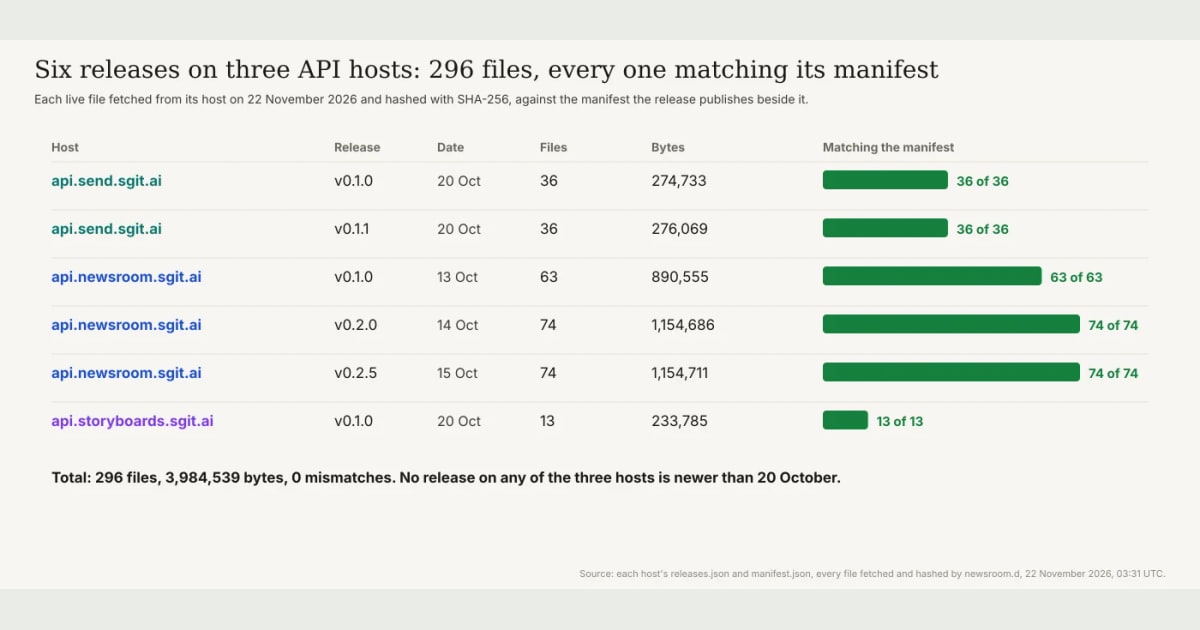 Six releases on three API hosts: 296 files, every one matching its manifest
Each live file fetched from its host on 22 November 2026 and hashed with SHA-256, against the manifest the release publishes beside it.
Host Release Date Files Bytes Matching the manifest
api.send.sgit.ai v0.1.0 20 Oct 36 274,733 36 of 36
api.send.sgit.ai v0.1.1 20 Oct 36 276,069 36 of 36
api.newsroom.sgit.ai v0.1.0 13 Oct 63 890,555 63 of 63
api.newsroom.sgit.ai v0.2.0 14 Oct 74 1,154,686 74 of 74
api.newsroom.sgit.ai v0.2.5 15 Oct 74 1,154,711 74 of 74
api.storyboards.sgit.ai v0.1.0 20 Oct 13 233,785 13 of 13
Total: 296 files, 3,984,539 bytes, 0 mismatches. No release on any of the three hosts is newer than 20 October.
Source: each host's releases.json and manifest.json, every file fetched and hashed by newsroom.d, 22 November 2026, 03:31 UTC.